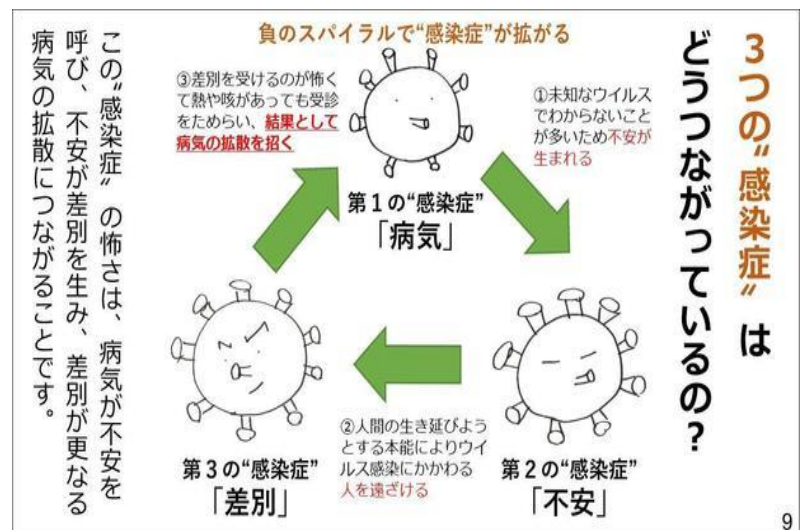 3つの〝感染症〟は
どうつながっているの？
負のスパイラルで“感染症”が拡がる
第１の“感染症”
「病気」
①未知なウイルス
でわからないこと
が多いため不安が
生まれる
第２の“感染症”
「不安」
②人間の生き延びよう
とする本能によりウイ
ルス感染にかかわる
人を遠ざける
第３の“感染症”
「差別」
③差別を受けるのが怖く
て熱や咳があっても受診
をためらい、結果として
病気の拡散を招く
この〝感染症〟の怖さは、病気が不安を
呼び、不安が差別を生み、差別が更なる
病気の拡散につながることです。
9